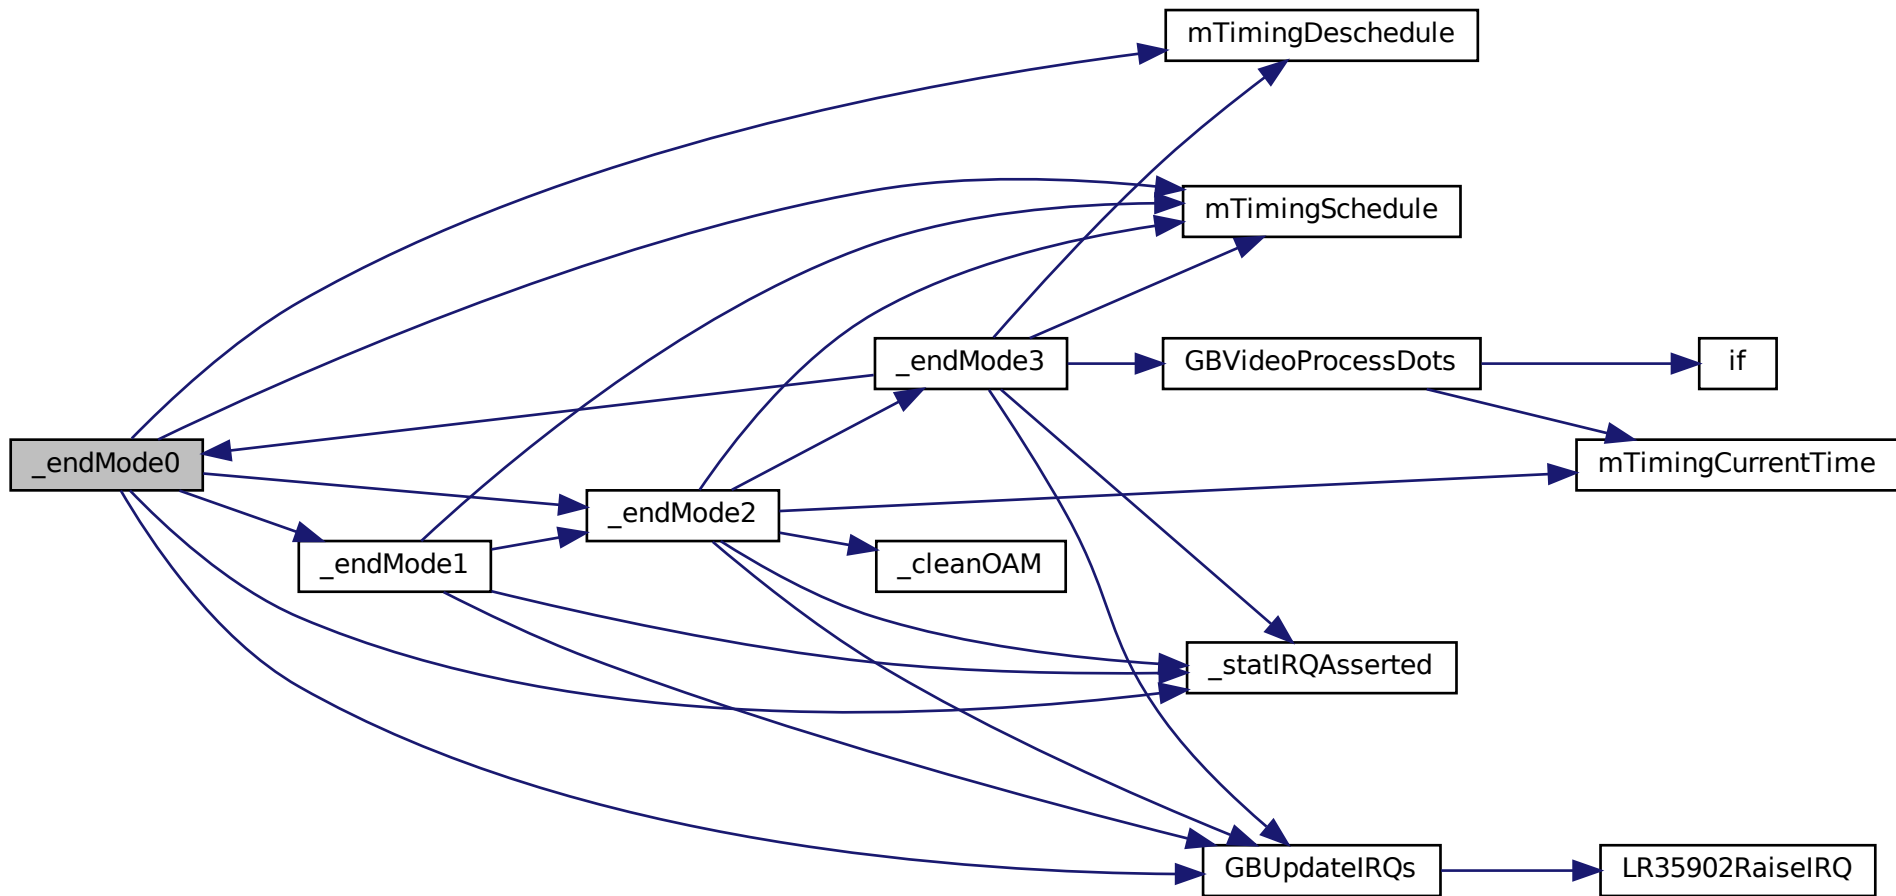 mTimingDeschedule
mTimingSchedule
_endMode3
GBVideoProcessDots
if
_endMode0
mTimingCurrentTime
_endMode2
_endMode1
_cleanOAM
_statIRQAsserted
GBUpdateIRQs
LR35902RaiseIRQ